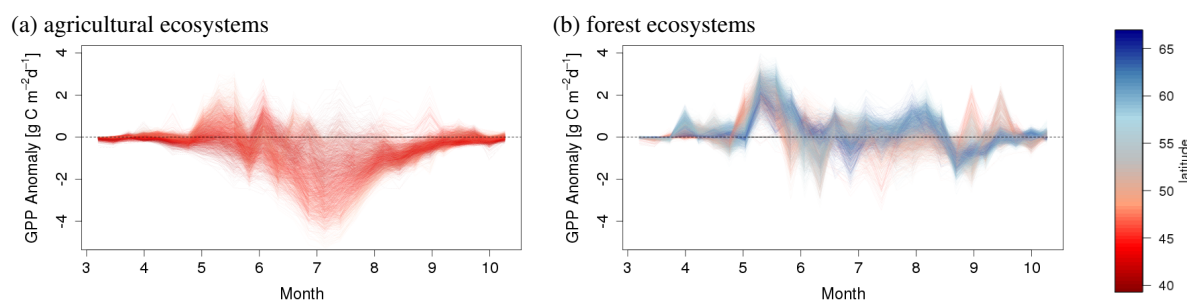 (a) agricultural ecosystems
GPP Anomaly [g C m⁻²d⁻¹]
4
2
0
-2
-4
3 4 5 6 7 8 9 10
Month
(b) forest ecosystems
GPP Anomaly [g C m⁻²d⁻¹]
4
2
0
-2
-4
3 4 5 6 7 8 9 10
Month
65
60
55
50
45
40
latitude